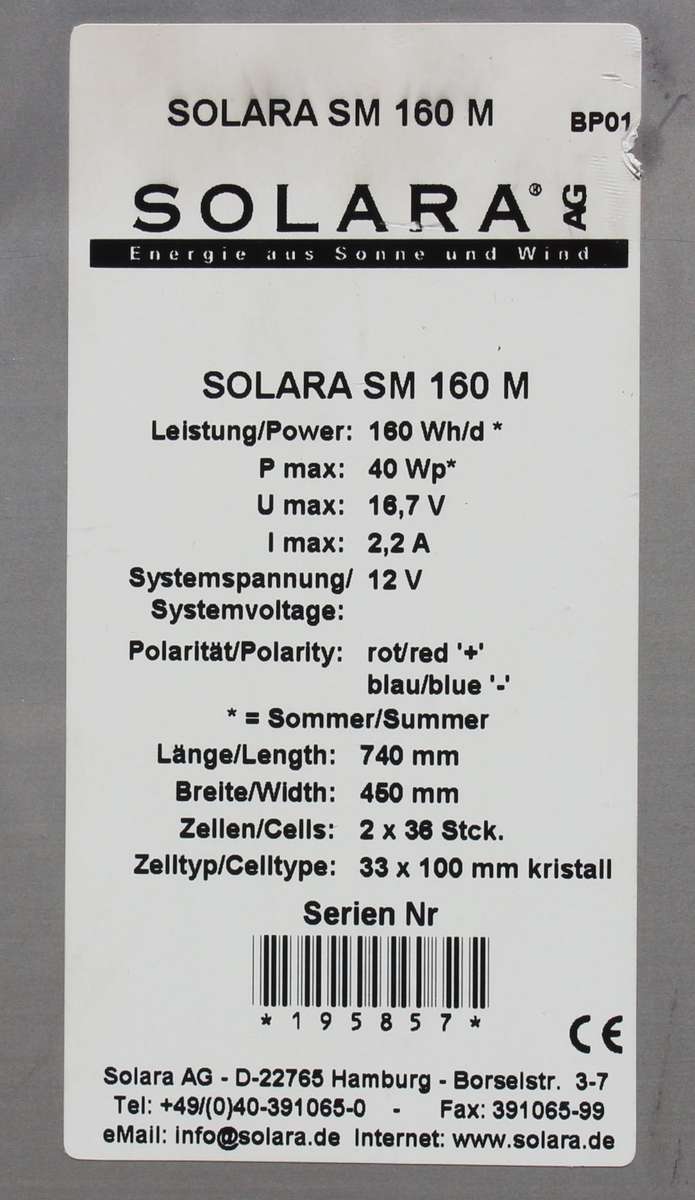 SOLARA SM 160 M BP01
SOLARA® AG
Energie aus Sonne und Wind
SOLARA SM 160 M
Leistung/Power: 160 Wh/d *
P max: 40 Wp*
U max: 16,7 V
I max: 2,2 A
Systemspannung/ 12 V
Systemvoltage:
Polarität/Polarity: rot/red '+'
blau/blue '-'
* = Sommer/Summer
Länge/Length: 740 mm
Breite/Width: 450 mm
Zellen/Cells: 2 x 36 Stck.
Zelltyp/Celltype: 33 x 100 mm kristall
Serien Nr
*195857*
CE
Solara AG - D-22765 Hamburg - Borselstr. 3-7
Tel: +49/(0)40-391065-0 - Fax: 391065-99
eMail: info@solara.de Internet: www.solara.de